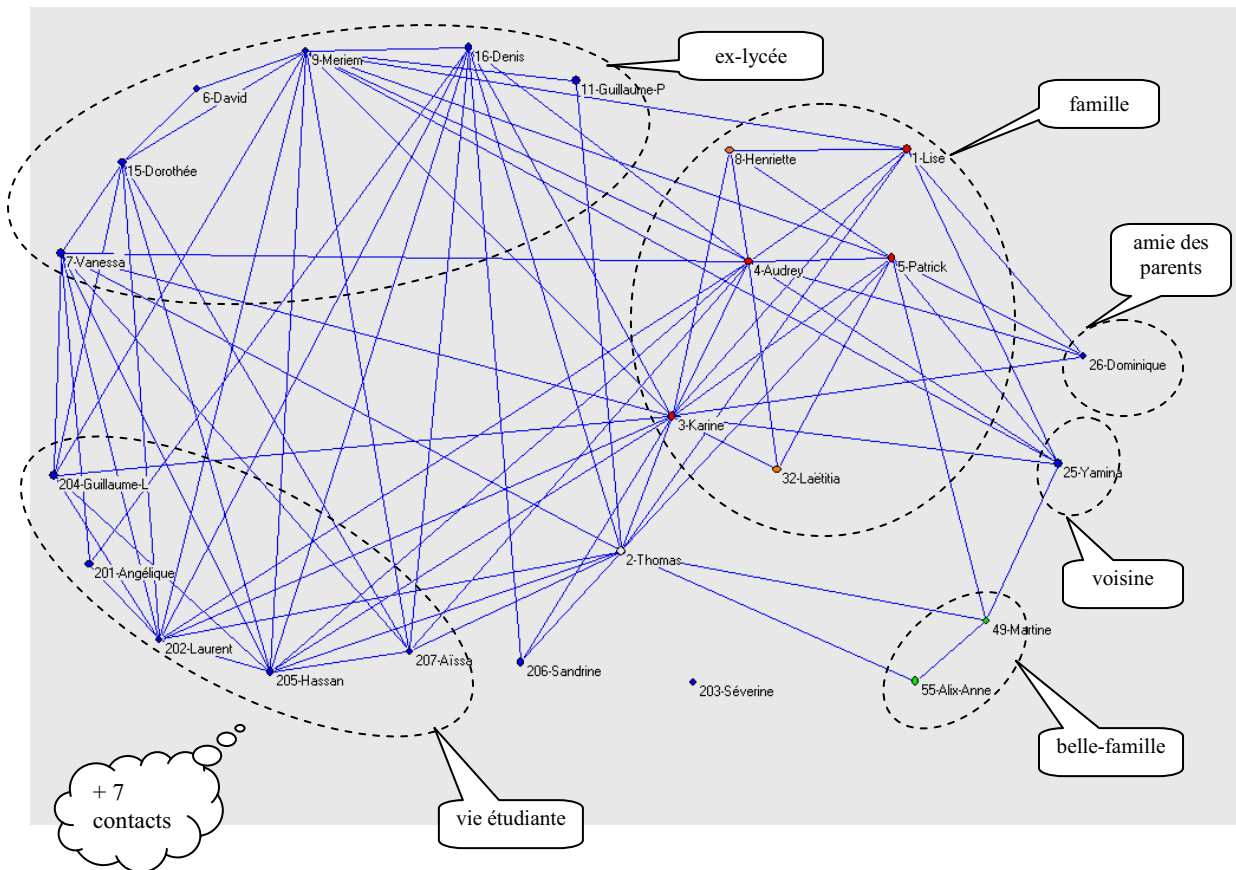 9-Meriem
16-Denis
ex-lycée
6-David
11-Guillaume-P
famille
8-Henriette
1-Lise
15-Dorothée
amie des
parents
7-Vanessa
4-Audrey
5-Patrick
26-Dominique
3-Karine
32-Laëtitia
25-Yamina
204-Guillaume-L
2-Thomas
201-Angélique
voisine
49-Martine
202-Laurent
207-Aïssa
206-Sandrine
205-Hassan
203-Séverine
55-Alix-Anne
belle-famille
+ 7
contacts
vie étudiante